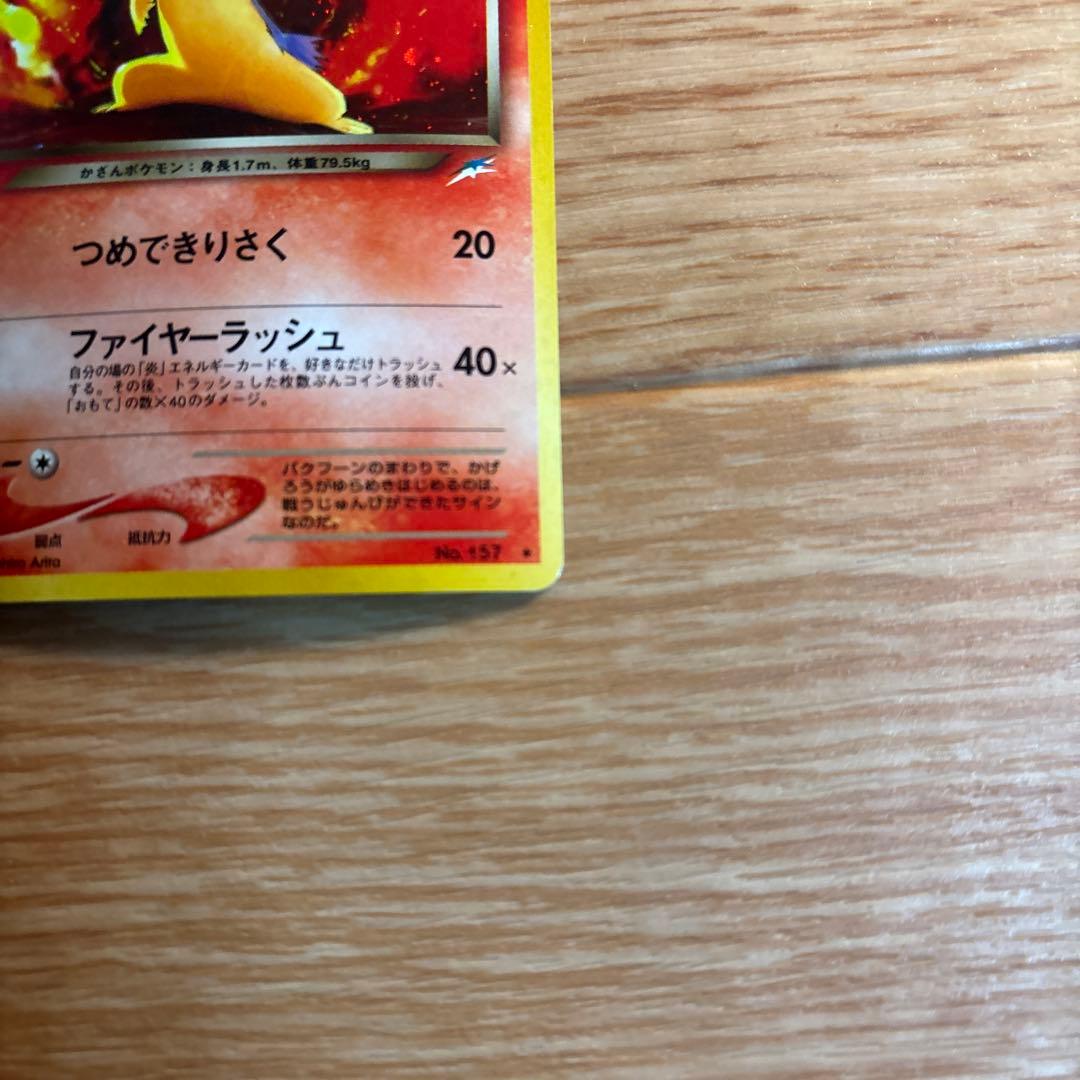 かざんポケモン：身長1.7m、体重79.5kg
つめできりさく 20
ファイヤーラッシュ 40×
自分の場の「炎」エネルギーカードを、好きなだけトラッシュ
する。その後、トラッシュした枚数ぶんコインを投げ、
「おもて」の数×40のダメージ。
ー
バクフーンのまわりで、かげ
ろうがゆらめきはじめるのは、
戦うじゅんびができたサイン
なのだ。
弱点 抵抗力
No.157 ★
Arita